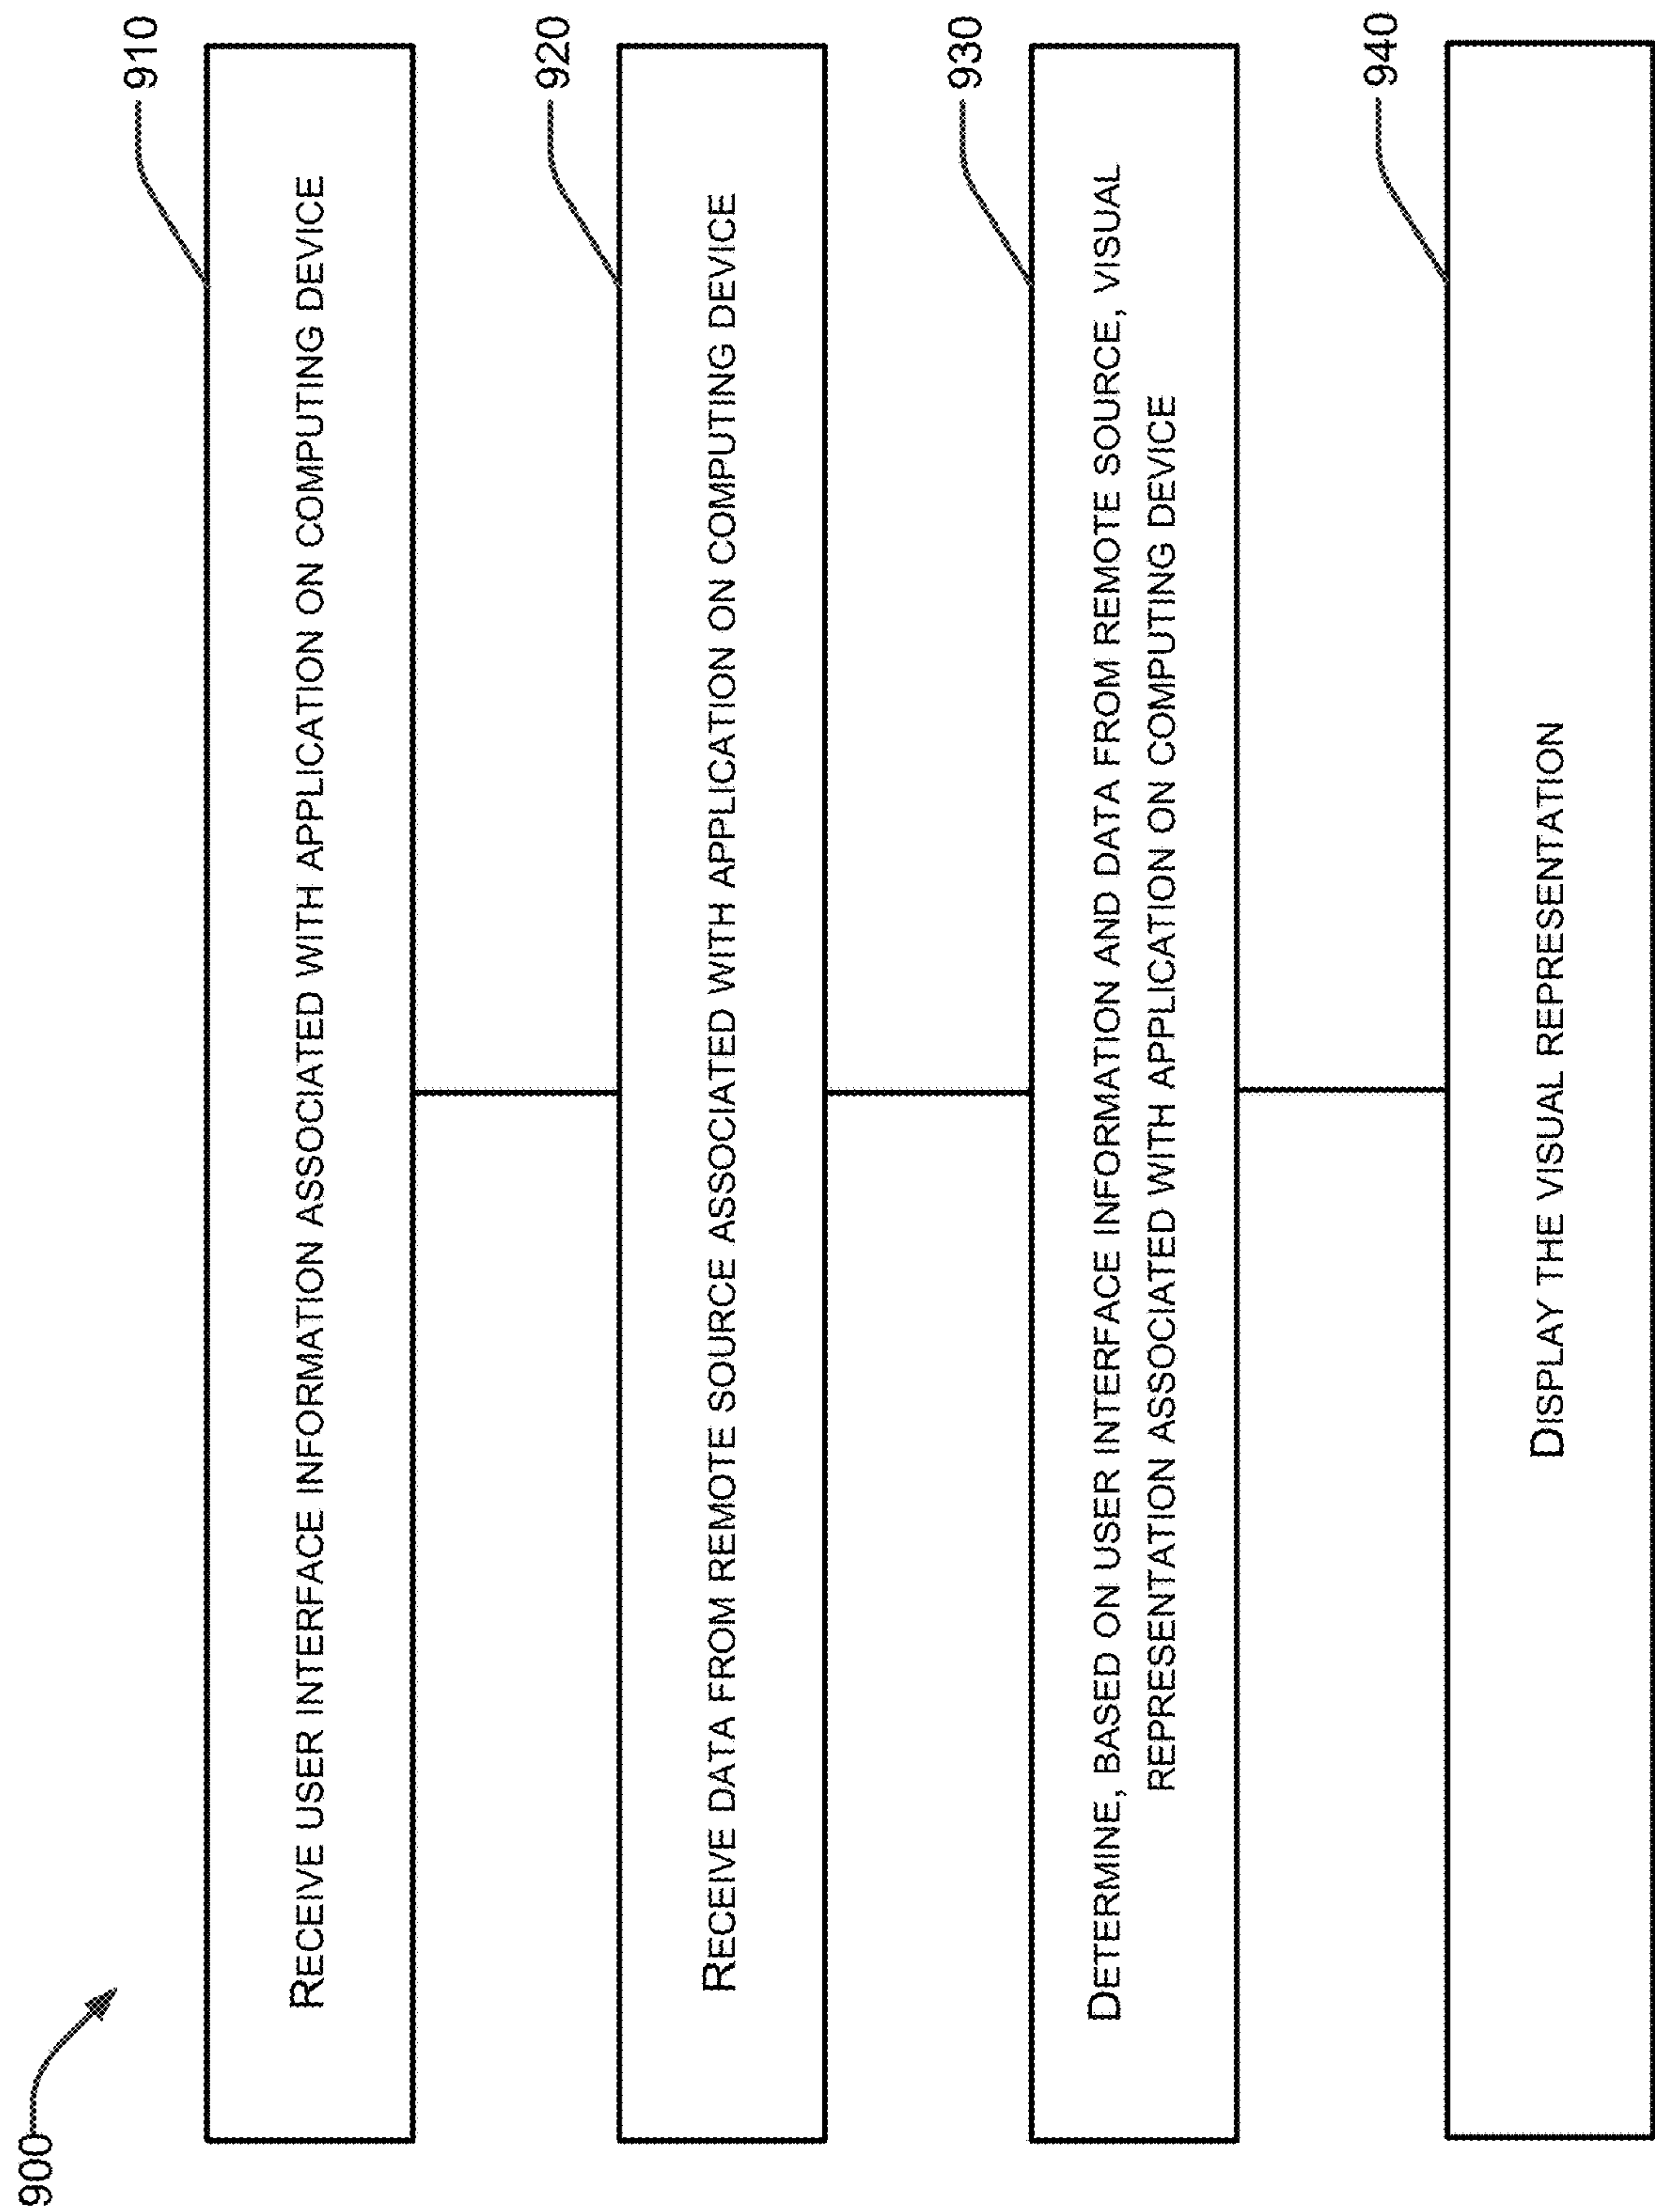 900
910
RECEIVE USER INTERFACE INFORMATION ASSOCIATED WITH APPLICATION ON COMPUTING DEVICE
920
RECEIVE DATA FROM REMOTE SOURCE ASSOCIATED WITH APPLICATION ON COMPUTING DEVICE
930
DETERMINE, BASED ON USER INTERFACE INFORMATION AND DATA FROM REMOTE SOURCE, VISUAL
REPRESENTATION ASSOCIATED WITH APPLICATION ON COMPUTING DEVICE
940
DISPLAY THE VISUAL REPRESENTATION